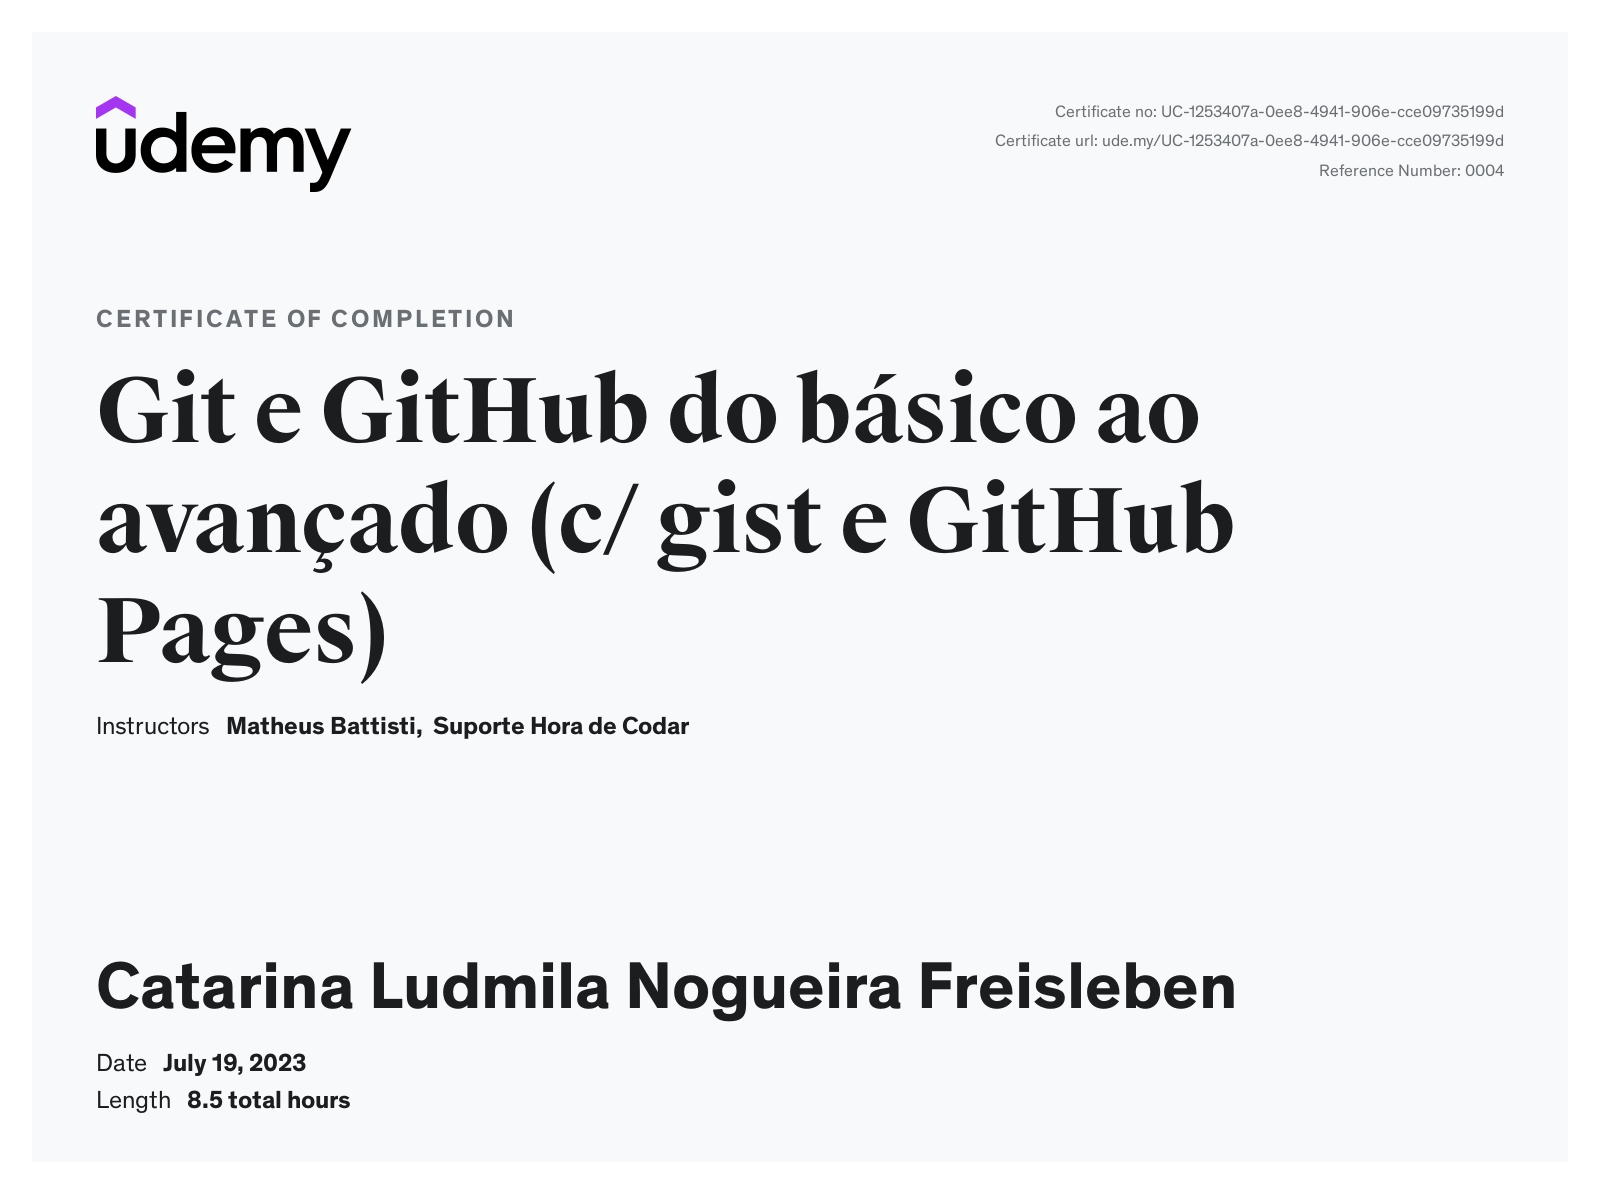 udemy
Certificate no: UC-1253407a-0ee8-4941-906e-cce09735199d
Certificate url: ude.my/UC-1253407a-0ee8-4941-906e-cce09735199d
Reference Number: 0004
CERTIFICATE OF COMPLETION
Git e GitHub do básico ao
avançado (c/ gist e GitHub
Pages)
Instructors Matheus Battisti, Suporte Hora de Codar
Catarina Ludmila Nogueira Freisleben
Date July 19, 2023
Length 8.5 total hours